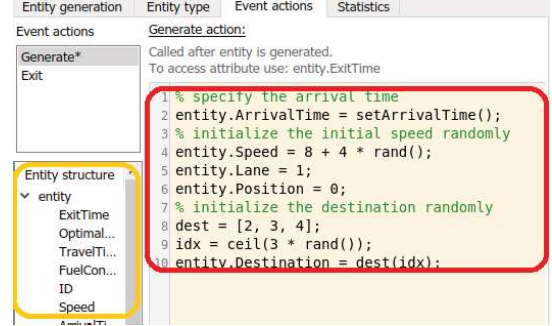 Entity generation Entity type Event actions Statistics
Event actions Generate action:
Generate* Called after entity is generated.
Exit To access attribute use: entity.ExitTime
1 % specify the arrival time
2 entity.ArrivalTime = setArrivalTime();
3 % initialize the initial speed randomly
4 entity.Speed = 8 + 4 * rand();
5 entity.Lane = 1;
6 entity.Position = 0;
7 % initialize the destination randomly
8 dest = [2, 3, 4];
9 idx = ceil(3 * rand());
10 entity.Destination = dest(idx);
Entity structure
entity
ExitTime
Optimal...
TravelTi...
FuelCon...
ID
Speed
ArrivalTi...